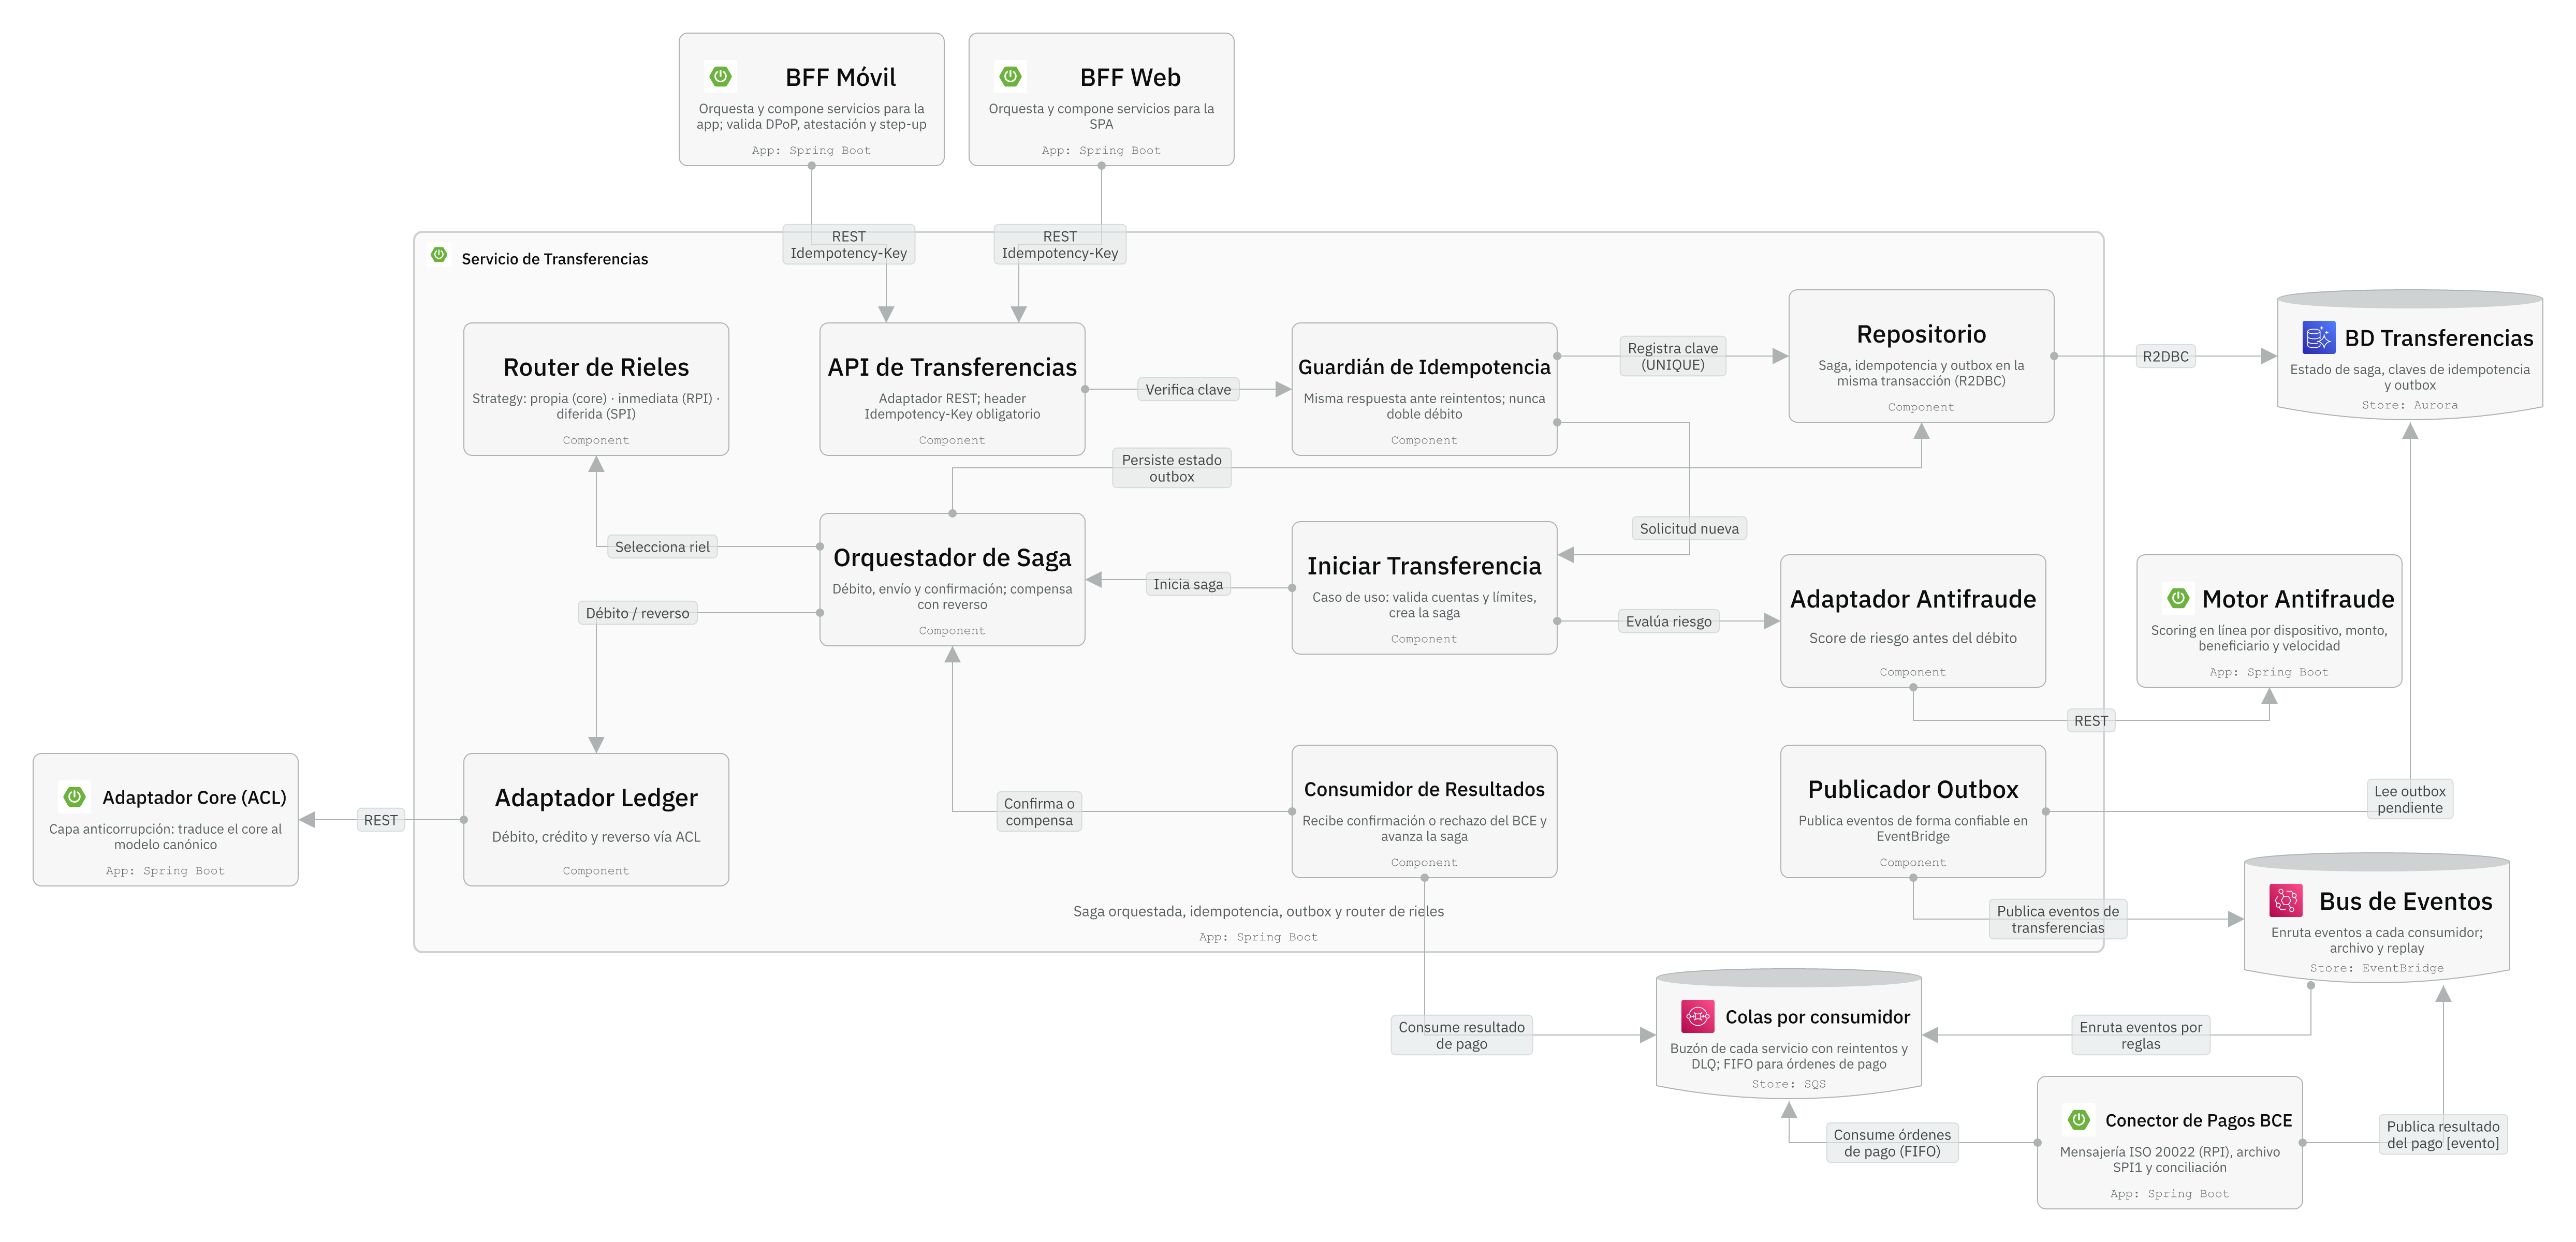 BFF Móvil
Orquesta y compone servicios para la
app; valida DPoP, atestación y step-up
App: Spring Boot
BFF Web
Orquesta y compone servicios para la
SPA
App: Spring Boot
REST
Idempotency-Key
REST
Idempotency-Key
Servicio de Transferencias
Router de Rieles
Strategy: propia (core) · inmediata (RPI) ·
diferida (SPI)
Component
API de Transferencias
Adaptador REST; header
Idempotency-Key obligatorio
Component
Verifica clave
Guardián de Idempotencia
Misma respuesta ante reintentos; nunca
doble débito
Component
Registra clave
(UNIQUE)
Repositorio
Saga, idempotencia y outbox en la
misma transacción (R2DBC)
Component
R2DBC
BD Transferencias
Estado de saga, claves de idempotencia
y outbox
Store: Aurora
Persiste estado
outbox
Solicitud nueva
Selecciona riel
Orquestador de Saga
Débito, envío y confirmación; compensa
con reverso
Component
Inicia saga
Iniciar Transferencia
Caso de uso: valida cuentas y límites,
crea la saga
Component
Evalúa riesgo
Adaptador Antifraude
Score de riesgo antes del débito
Component
Motor Antifraude
Scoring en línea por dispositivo, monto,
beneficiario y velocidad
App: Spring Boot
Débito / reverso
REST
Adaptador Core (ACL)
Capa anticorrupción: traduce el core al
modelo canónico
App: Spring Boot
REST
Adaptador Ledger
Débito, crédito y reverso vía ACL
Component
Confirma o
compensa
Consumidor de Resultados
Recibe confirmación o rechazo del BCE y
avanza la saga
Component
Publicador Outbox
Publica eventos de forma confiable en
EventBridge
Component
Lee outbox
pendiente
Saga orquestada, idempotencia, outbox y router de rieles
App: Spring Boot
Publica eventos de
transferencias
Bus de Eventos
Enruta eventos a cada consumidor;
archivo y replay
Store: EventBridge
Consume resultado
de pago
Colas por consumidor
Buzón de cada servicio con reintentos y
DLQ; FIFO para órdenes de pago
Store: SQS
Enruta eventos por
reglas
Consume órdenes
de pago (FIFO)
Conector de Pagos BCE
Mensajería ISO 20022 (RPI), archivo
SPI1 y conciliación
App: Spring Boot
Publica resultado
del pago [evento]